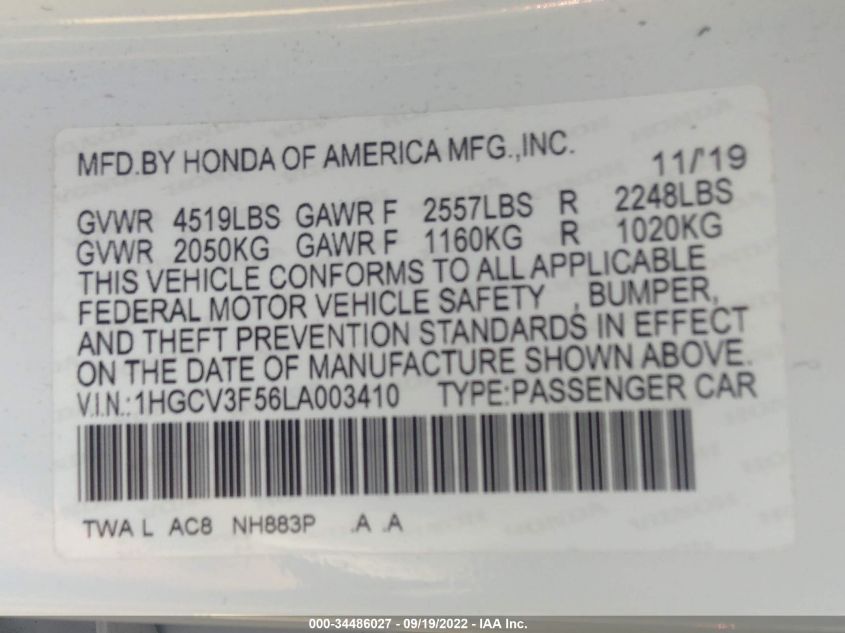 MFD.BY HONDA OF AMERICA MFG.,INC. 11/'19
GVWR 4519LBS GAWR F 2557LBS R 2248LBS
GVWR 2050KG GAWR F 1160KG R 1020KG
THIS VEHICLE CONFORMS TO ALL APPLICABLE
FEDERAL MOTOR VEHICLE SAFETY , BUMPER,
AND THEFT PREVENTION STANDARDS IN EFFECT
ON THE DATE OF MANUFACTURE SHOWN ABOVE.
V.I.N.:1HGCV3F56LA003410 TYPE:PASSENGER CAR
TWA L AC8 NH883P .A .A
000-34486027 - 09/19/2022 - IAA Inc.